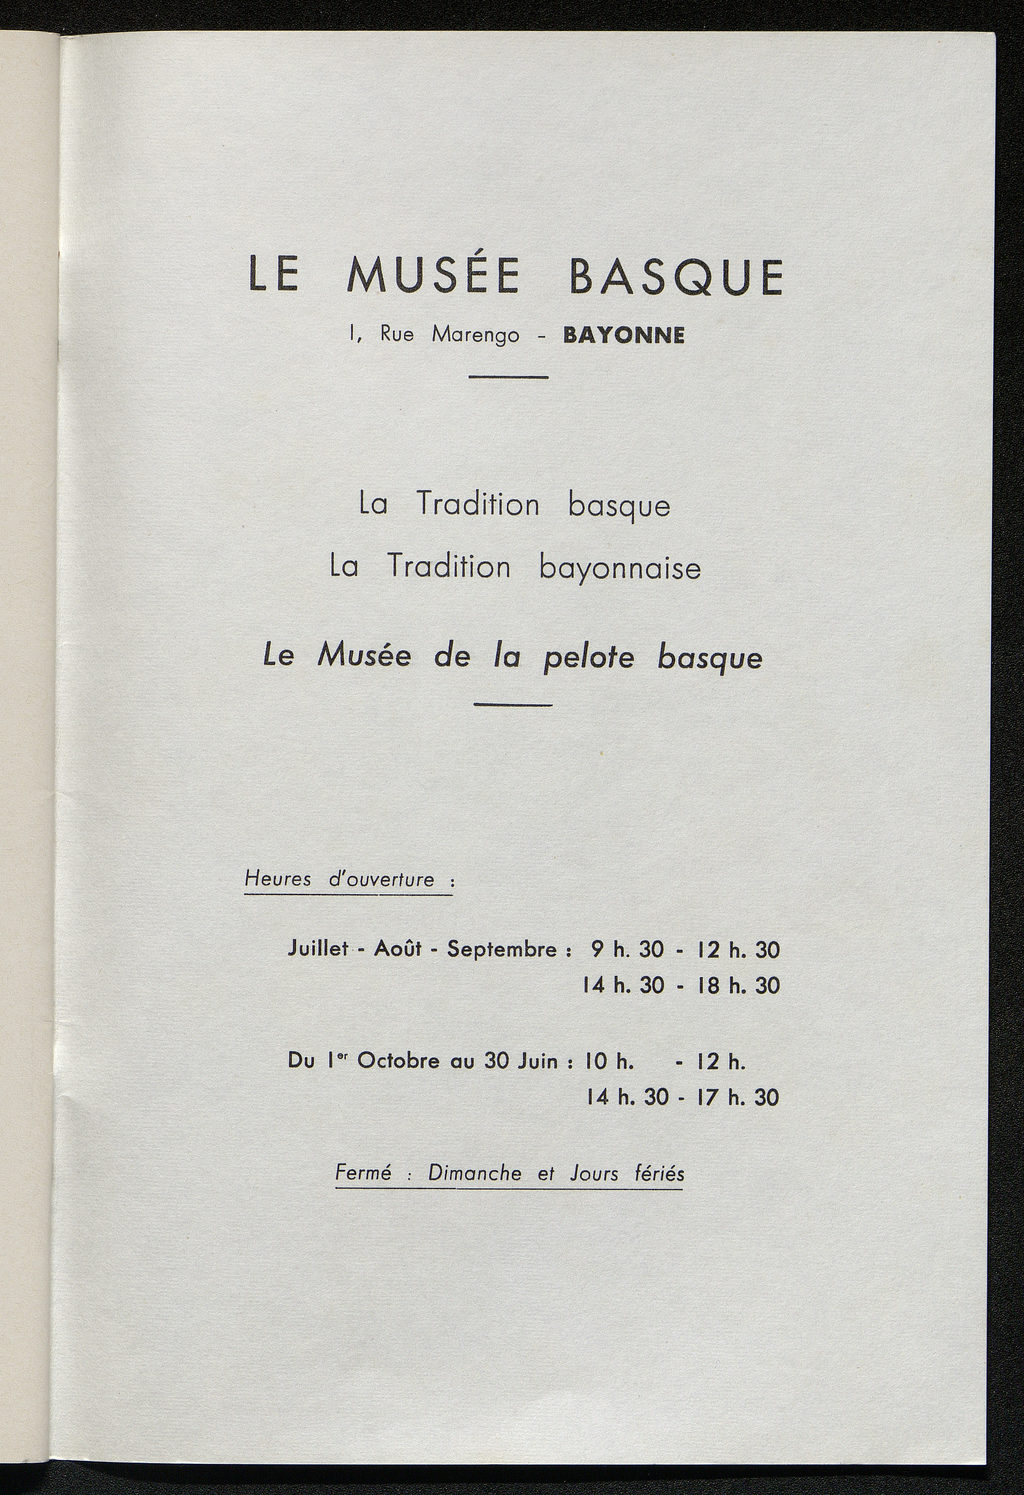 LE MUSÉE BASQUE
1, Rue Marengo - BAYONNE
La Tradition basque
La Tradition bayonnaise
Le Musée de la pelote basque
Heures d'ouverture :
Juillet - Août - Septembre : 9 h. 30 - 12 h. 30
14 h. 30 - 18 h. 30
Du 1er Octobre au 30 Juin : 10 h. - 12 h.
14 h. 30 - 17 h. 30
Fermé : Dimanche et Jours fériés